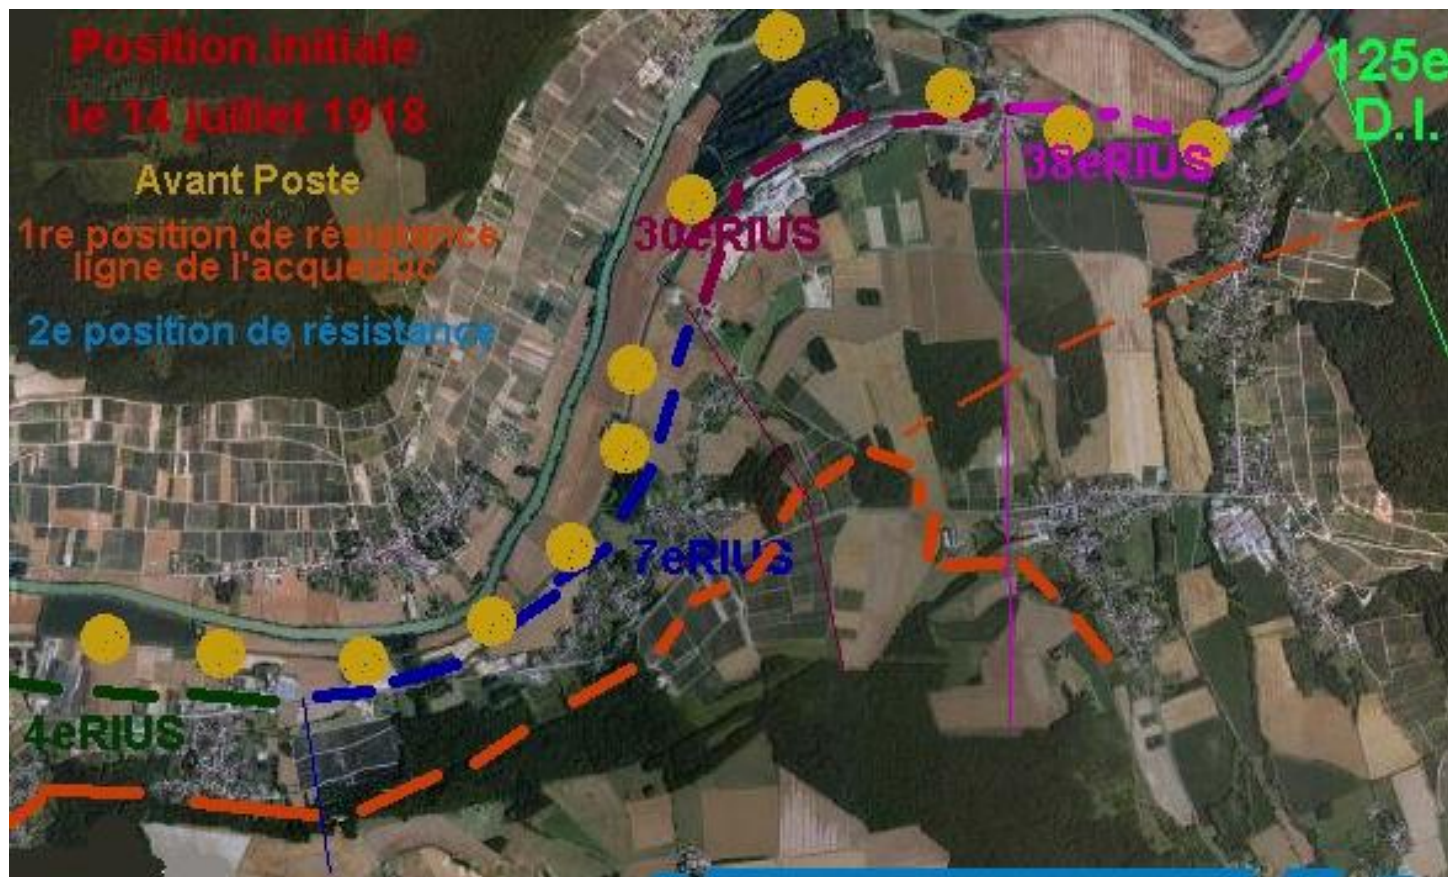 Position initiale
le 14 juillet 1918
Avant Poste
1re position de résistance
ligne de l'acqueduc
2e position de résistance
125e
D.I.
38eRIUS
30eRIUS
7eRIUS
4eRIUS